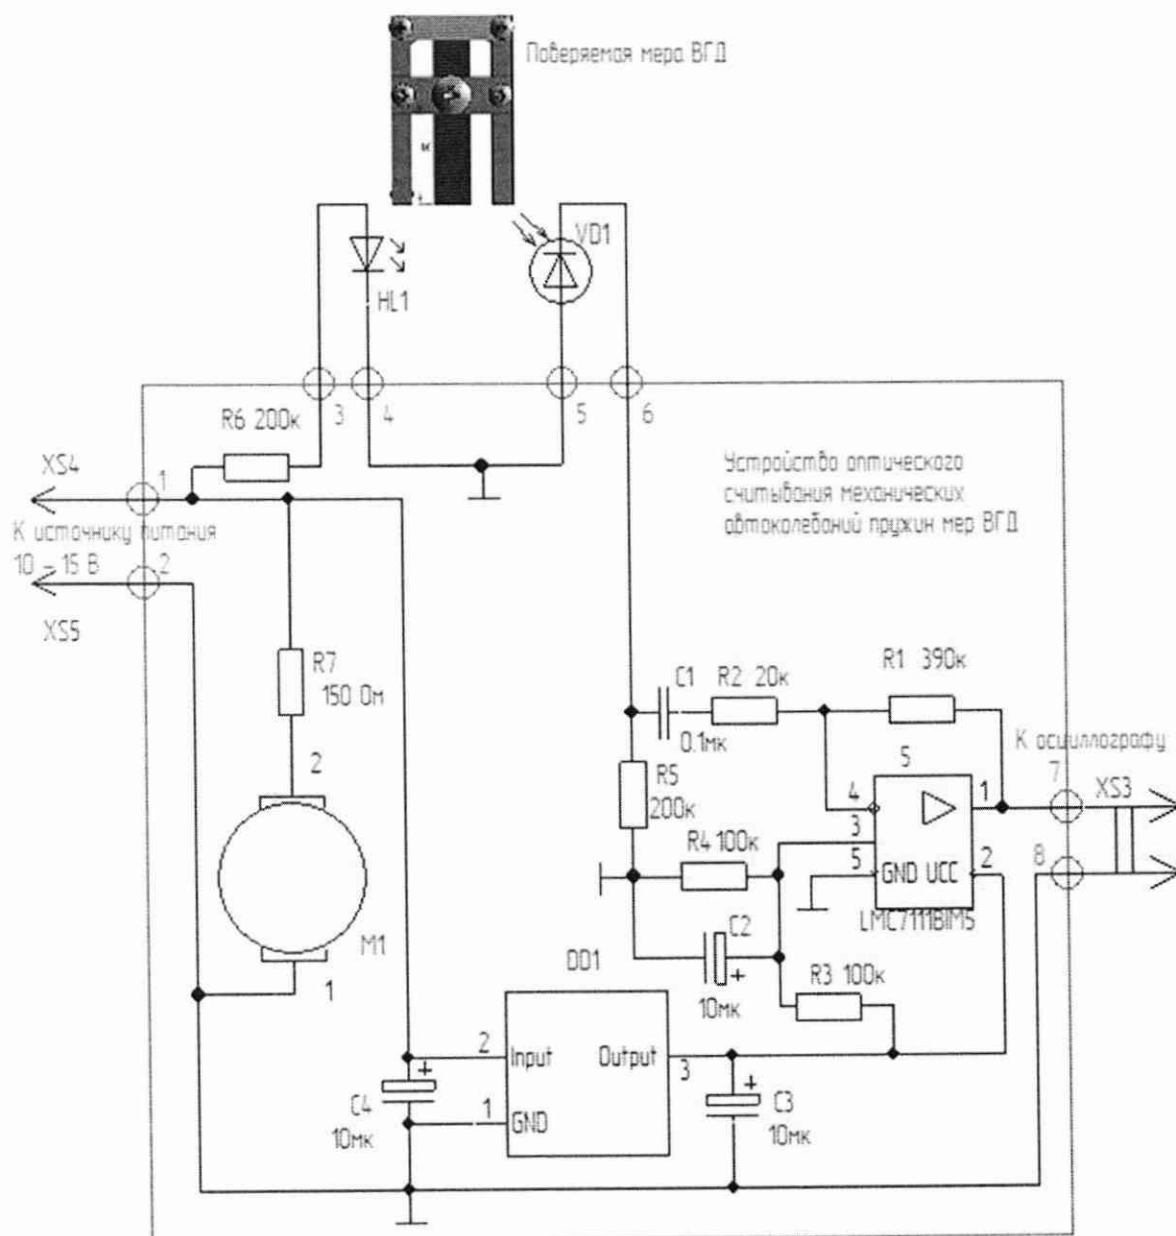 Поверяемая мера ВГД
VD1
HL1
3
4
5
6
R6 200к
XS4
1
К источнику питания
10 – 15 В
2
XS5
Устройство оптического
считывания механических
автоколебаний пружин мер ВГД
R7
150 Ом
C1
0.1мк
R2 20к
R1 390к
К осциллографу
7
XS3
8
R5
200к
R4 100к
5
4
3
5
1
2
GND UCC
LMC7111BIM5
2
M1
1
C2
+
10мк
R3 100к
DD1
2
Input
Output
3
1
GND
+
C4
10мк
+
C3
10мк